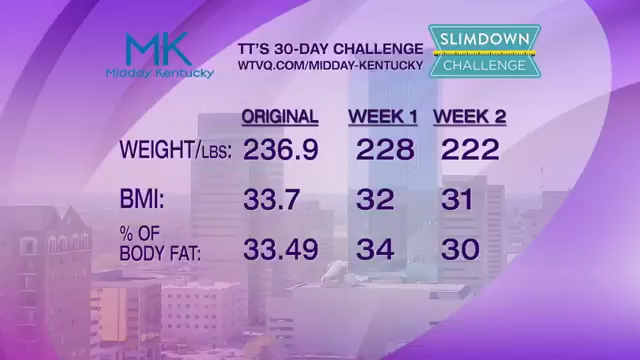 MK
Midday Kentucky
TT'S 30-DAY CHALLENGE
WTVQ.COM/MIDDAY-KENTUCKY
SLIMDOWN
CHALLENGE
ORIGINAL WEEK 1 WEEK 2
WEIGHT/LBS: 236.9 228 222
BMI: 33.7 32 31
% OF
BODY FAT: 33.49 34 30